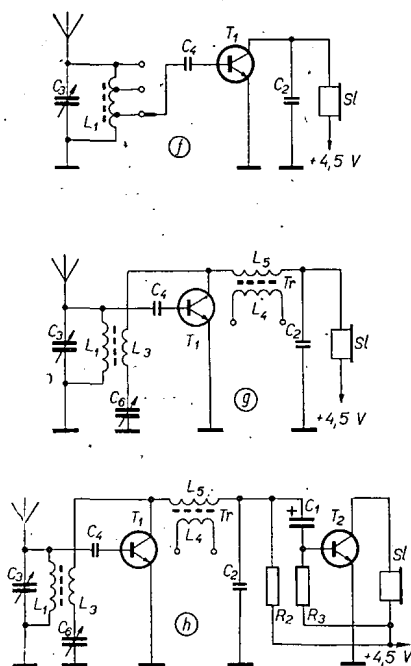 T1
C4
C3
L1
C2
Sl
f
+4,5 V
L5
C4
Tr
L4
C3
L1
L3
T1
C2
Sl
C6
g
+4,5 V
L5
C1
+
T1
T2
C4
Tr
L4
C3
L1
L3
C2
R2
R3
Sl
C6
h
+4,5 V